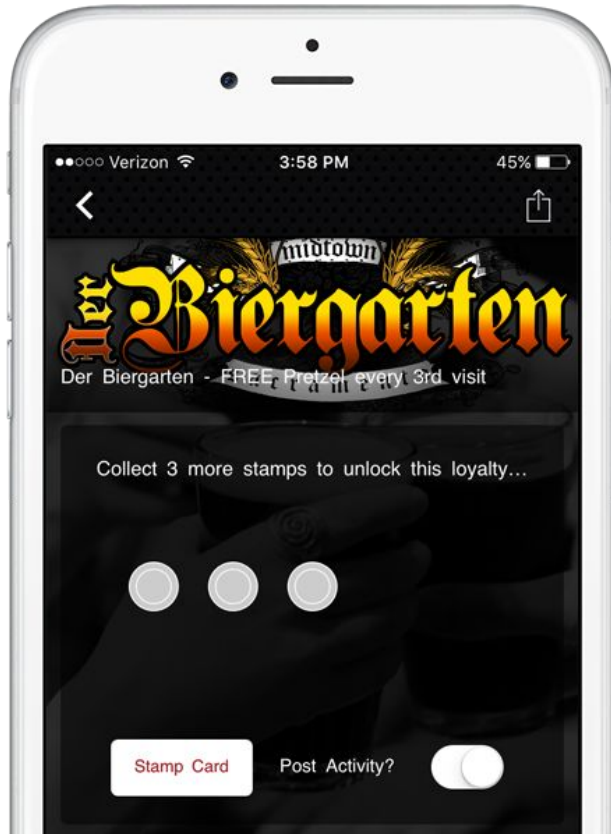 ●●○○○ Verizon 3:58 PM 45%
midtown
Der Biergarten
Sacramento
Der Biergarten - FREE Pretzel every 3rd visit
Collect 3 more stamps to unlock this loyalty…
Stamp Card Post Activity?